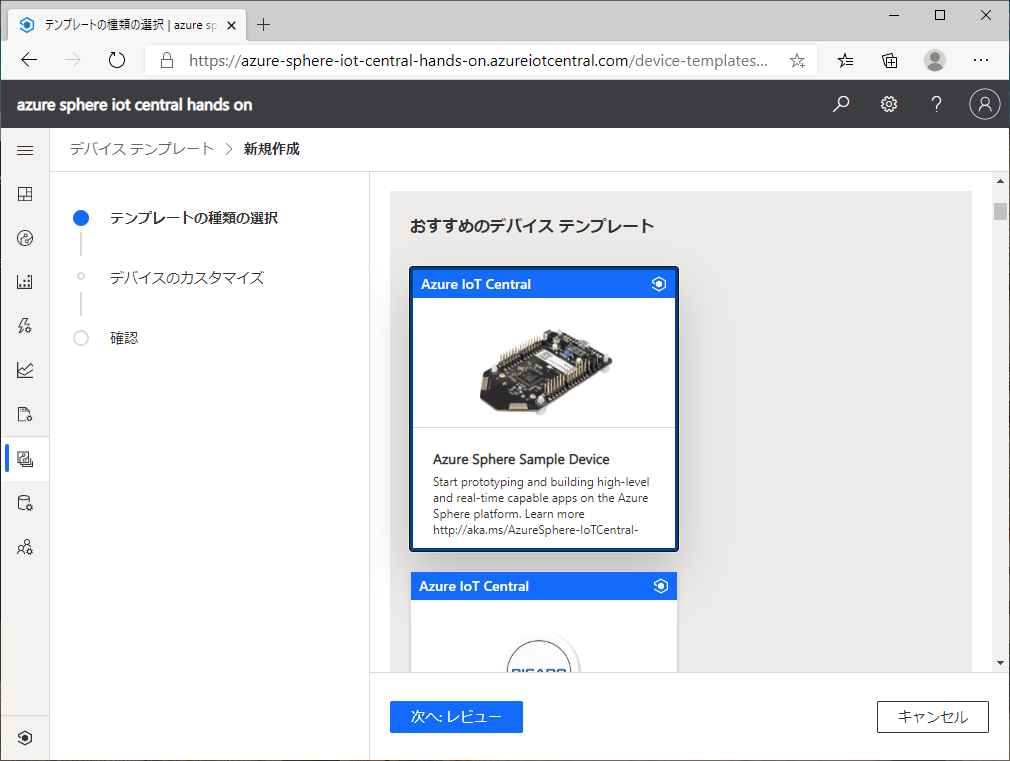 テンプレートの種類の選択 | azure sp
https://azure-sphere-iot-central-hands-on.azureiotcentral.com/device-templates...
azure sphere iot central hands on
?
デバイス テンプレート > 新規作成
テンプレートの種類の選択
デバイスのカスタマイズ
確認
おすすめのデバイス テンプレート
Azure IoT Central
Azure Sphere Sample Device
Start prototyping and building high-level
and real-time capable apps on the Azure
Sphere platform. Learn more
http://aka.ms/AzureSphere-IoTCentral-
Azure IoT Central
次へ: レビュー
キャンセル